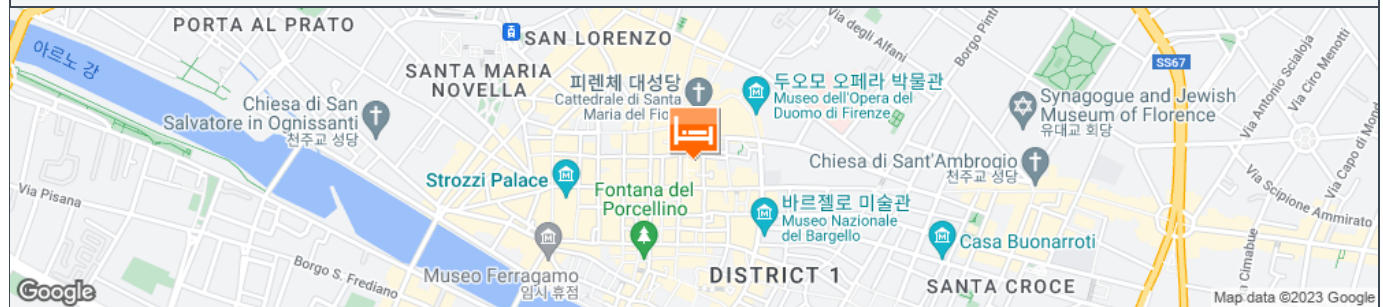 PORTA AL PRATO
아르노 강
SAN LORENZO
SANTA MARIA
NOVELLA
Chiesa di San
Salvatore in Ognissanti
천주교 성당
피렌체 대성당
Cattedrale di Santa
Maria del Fio
두오모 오페라 박물관
Museo dell'Opera del
Duomo di Firenze
Via degli Alfani
Borgo Pinti
SS67
Via Antonio Scialoja
Via Ciro Menotti
Synagogue and Jewish
Museum of Florence
유대교 회당
Chiesa di Sant'Ambrogio
천주교 성당
Via Capo di Mond
Via Scipione Ammirato
Via Pisana
Strozzi Palace
Fontana del
Porcellino
바르젤로 미술관
Museo Nazionale
del Bargello
Casa Buonarroti
Borgo S. Frediano
Museo Ferragamo
임시 휴점
DISTRICT 1
SANTA CROCE
a Cimabue
Google
Map data ©2023 Google